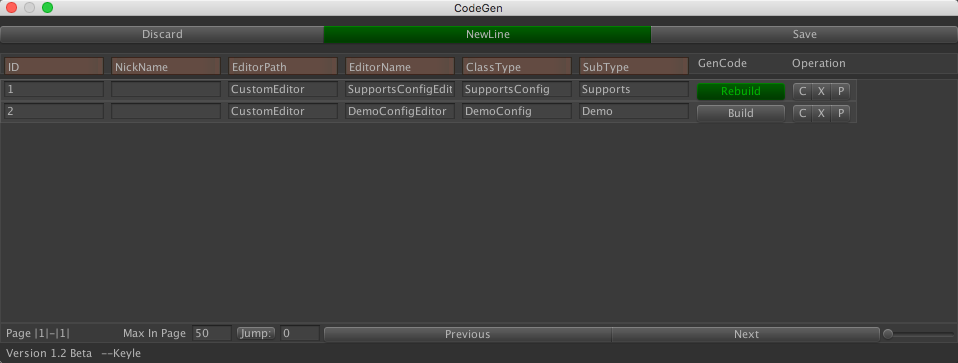 CodeGen
Discard NewLine Save
ID NickName EditorPath EditorName ClassType SubType GenCode Operation
1 CustomEditor SupportsConfigEdit SupportsConfig Supports Rebuild C X P
2 CustomEditor DemoConfigEditor DemoConfig Demo Build C X P
Page |1|-|1| Max In Page 50 Jump: 0 Previous Next
Version 1.2 Beta --Keyle